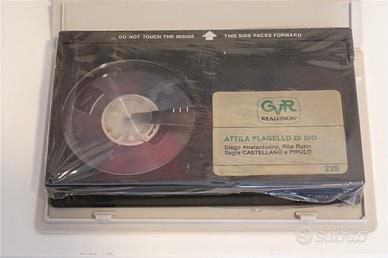 DO NOT TOUCH THE INSIDE THIS SIDE FACES FORWARD
GVR
REALVISION
ATTILA FLAGELLO DI DIO
Diego Abatantuono, Rita Rusic
Regia CASTELLANO e PIPOLO
225
subito